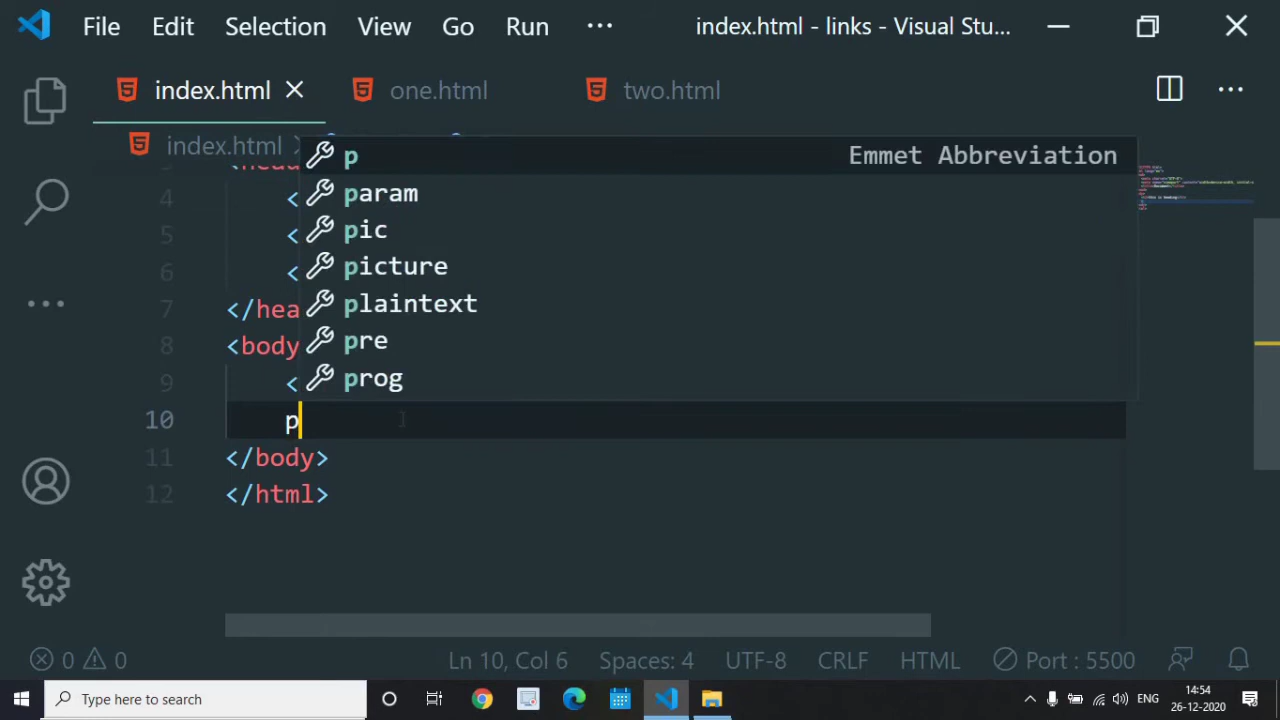 File Edit Selection View Go Run ··· index.html - links - Visual Stu...
index.html one.html two.html ···
index.html >
p Emmet Abbreviation
param
pic
picture
plaintext
pre
prog
4 <
5 <
6 <
7 </hea
8 <body
9 <
10 p
11 </body>
12 </html>
0 0 Ln 10, Col 6 Spaces: 4 UTF-8 CRLF HTML Port : 5500
Type here to search ENG 14:54
26-12-2020